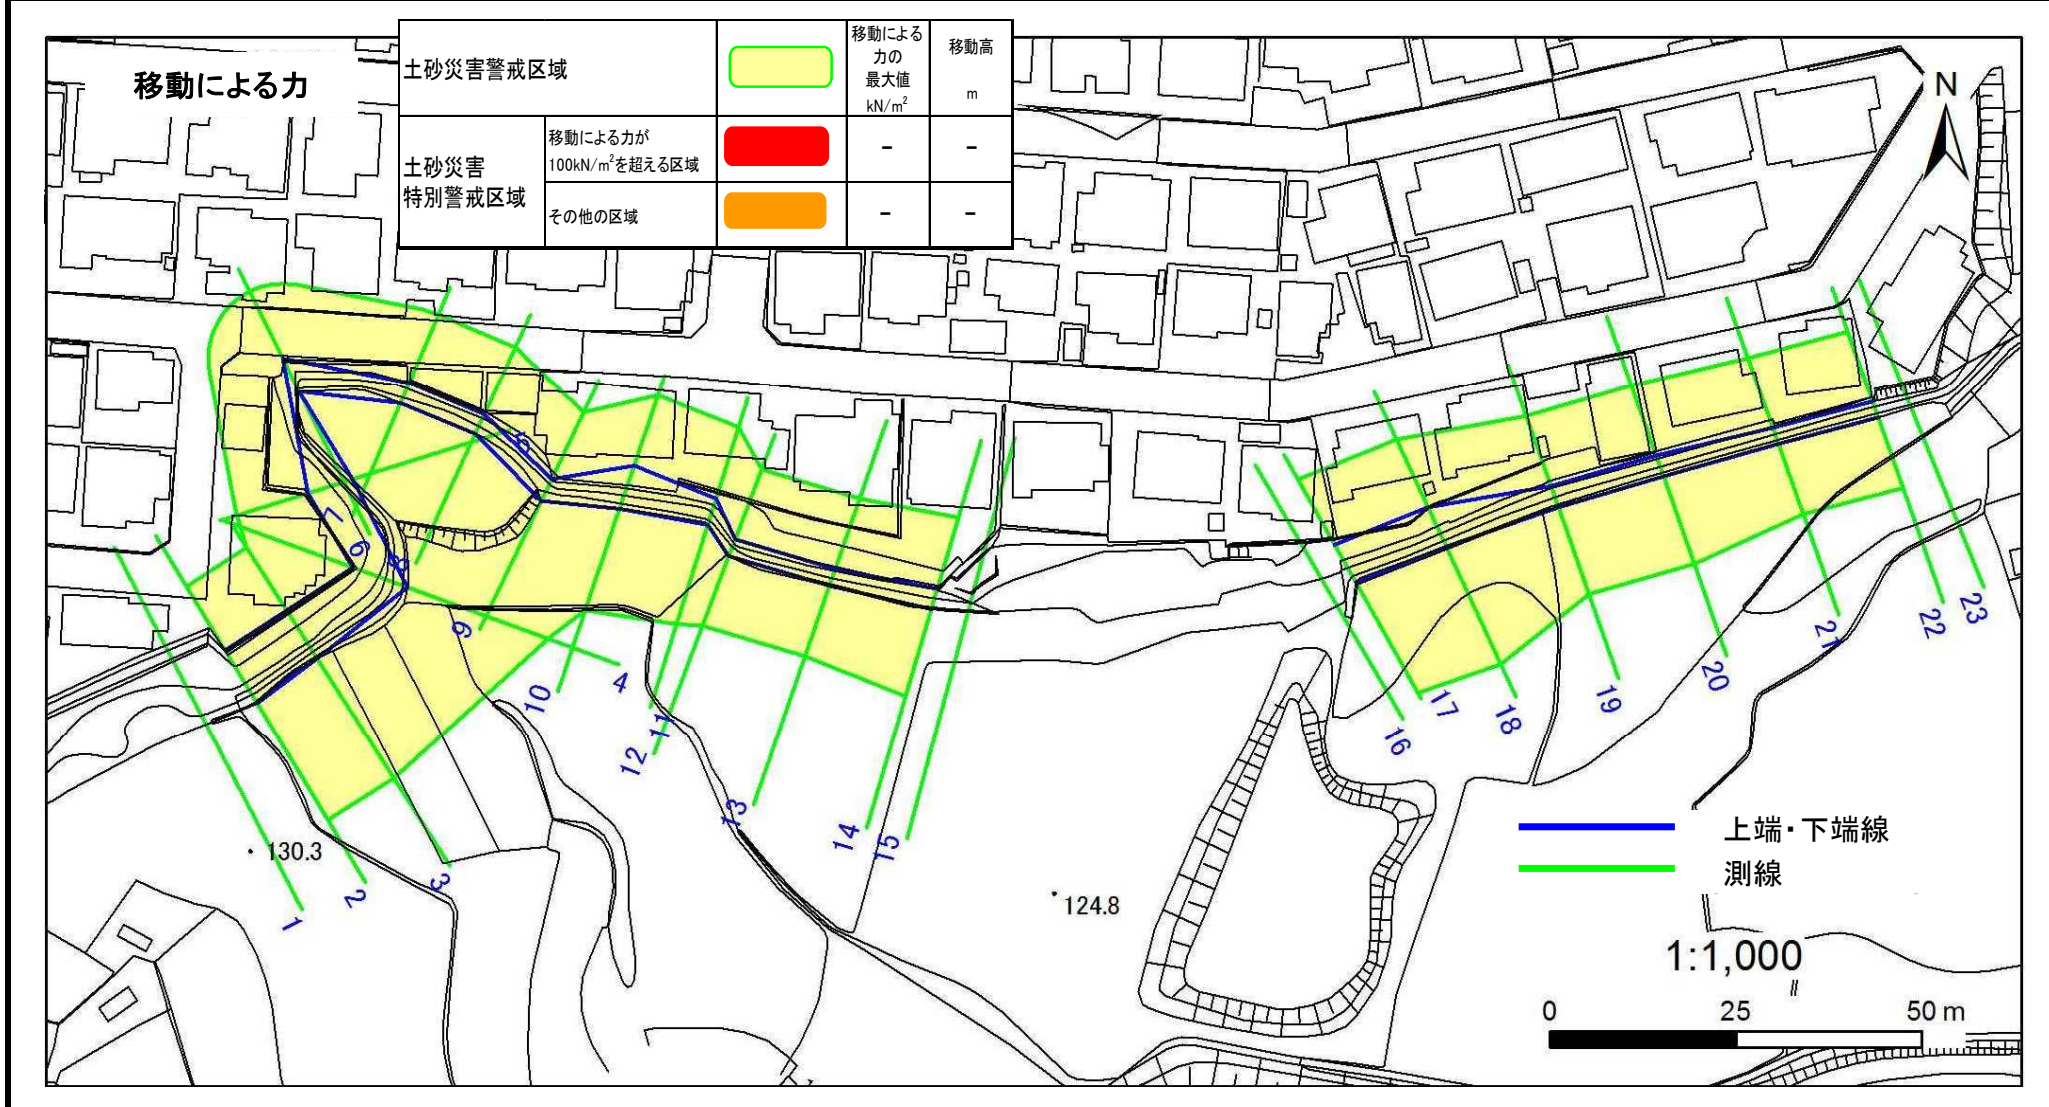 移動による力
土砂災害警戒区域
移動による
力の
最大値
kN/m²
移動高
m
土砂災害
特別警戒区域
移動による力が
100kN/m²を超える区域
-
-
その他の区域
-
-
N
1
2
3
4
5
6
7
8
9
10
11
12
13
14
15
16
17
18
19
20
21
22
23
130.3
124.8
上端・下端線
測線
1:1,000
0 25 50 m